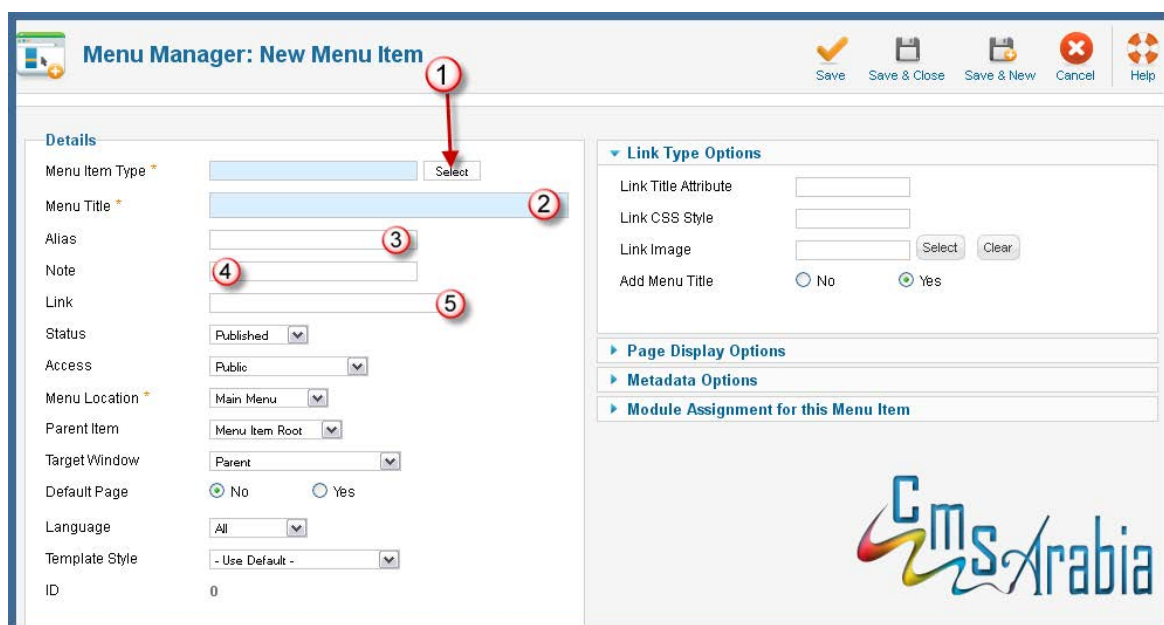 Menu Manager: New Menu Item
1
Save
Save & Close
Save & New
Cancel
Help
Details
Menu Item Type *
Select
Menu Title *
2
Alias
3
Note
4
Link
5
Status
Published
Access
Public
Menu Location *
Main Menu
Parent Item
Menu Item Root
Target Window
Parent
Default Page
No
Yes
Language
All
Template Style
- Use Default -
ID
0
Link Type Options
Link Title Attribute
Link CSS Style
Link Image
Select
Clear
Add Menu Title
No
Yes
Page Display Options
Metadata Options
Module Assignment for this Menu Item
CmsArabia